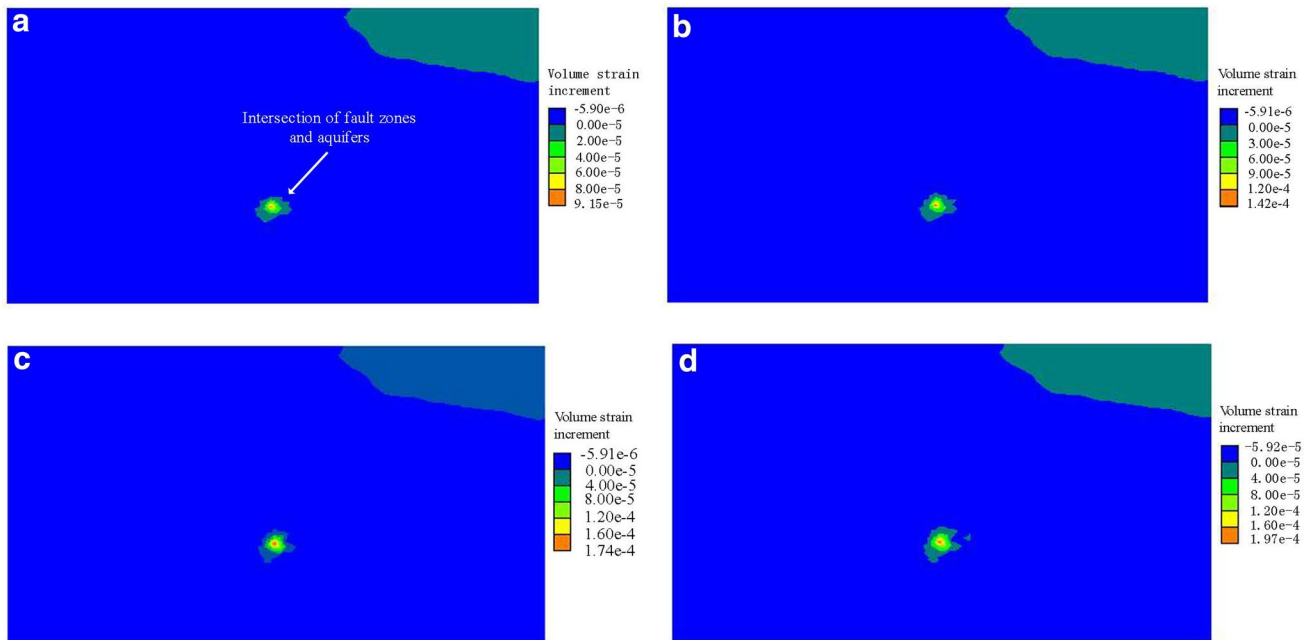 a
Intersection of fault zones
and aquifers
Volume strain
increment
-5.90e-6
0.00e-5
2.00e-5
4.00e-5
6.00e-5
8.00e-5
9.15e-5
b
Volume strain
increment
-5.91e-6
0.00e-5
3.00e-5
6.00e-5
9.00e-5
1.20e-4
1.42e-4
c
Volume strain
increment
-5.91e-6
0.00e-5
4.00e-5
8.00e-5
1.20e-4
1.60e-4
1.74e-4
d
Volume strain
increment
-5.92e-5
0.00e-5
4.00e-5
8.00e-5
1.20e-4
1.60e-4
1.97e-4